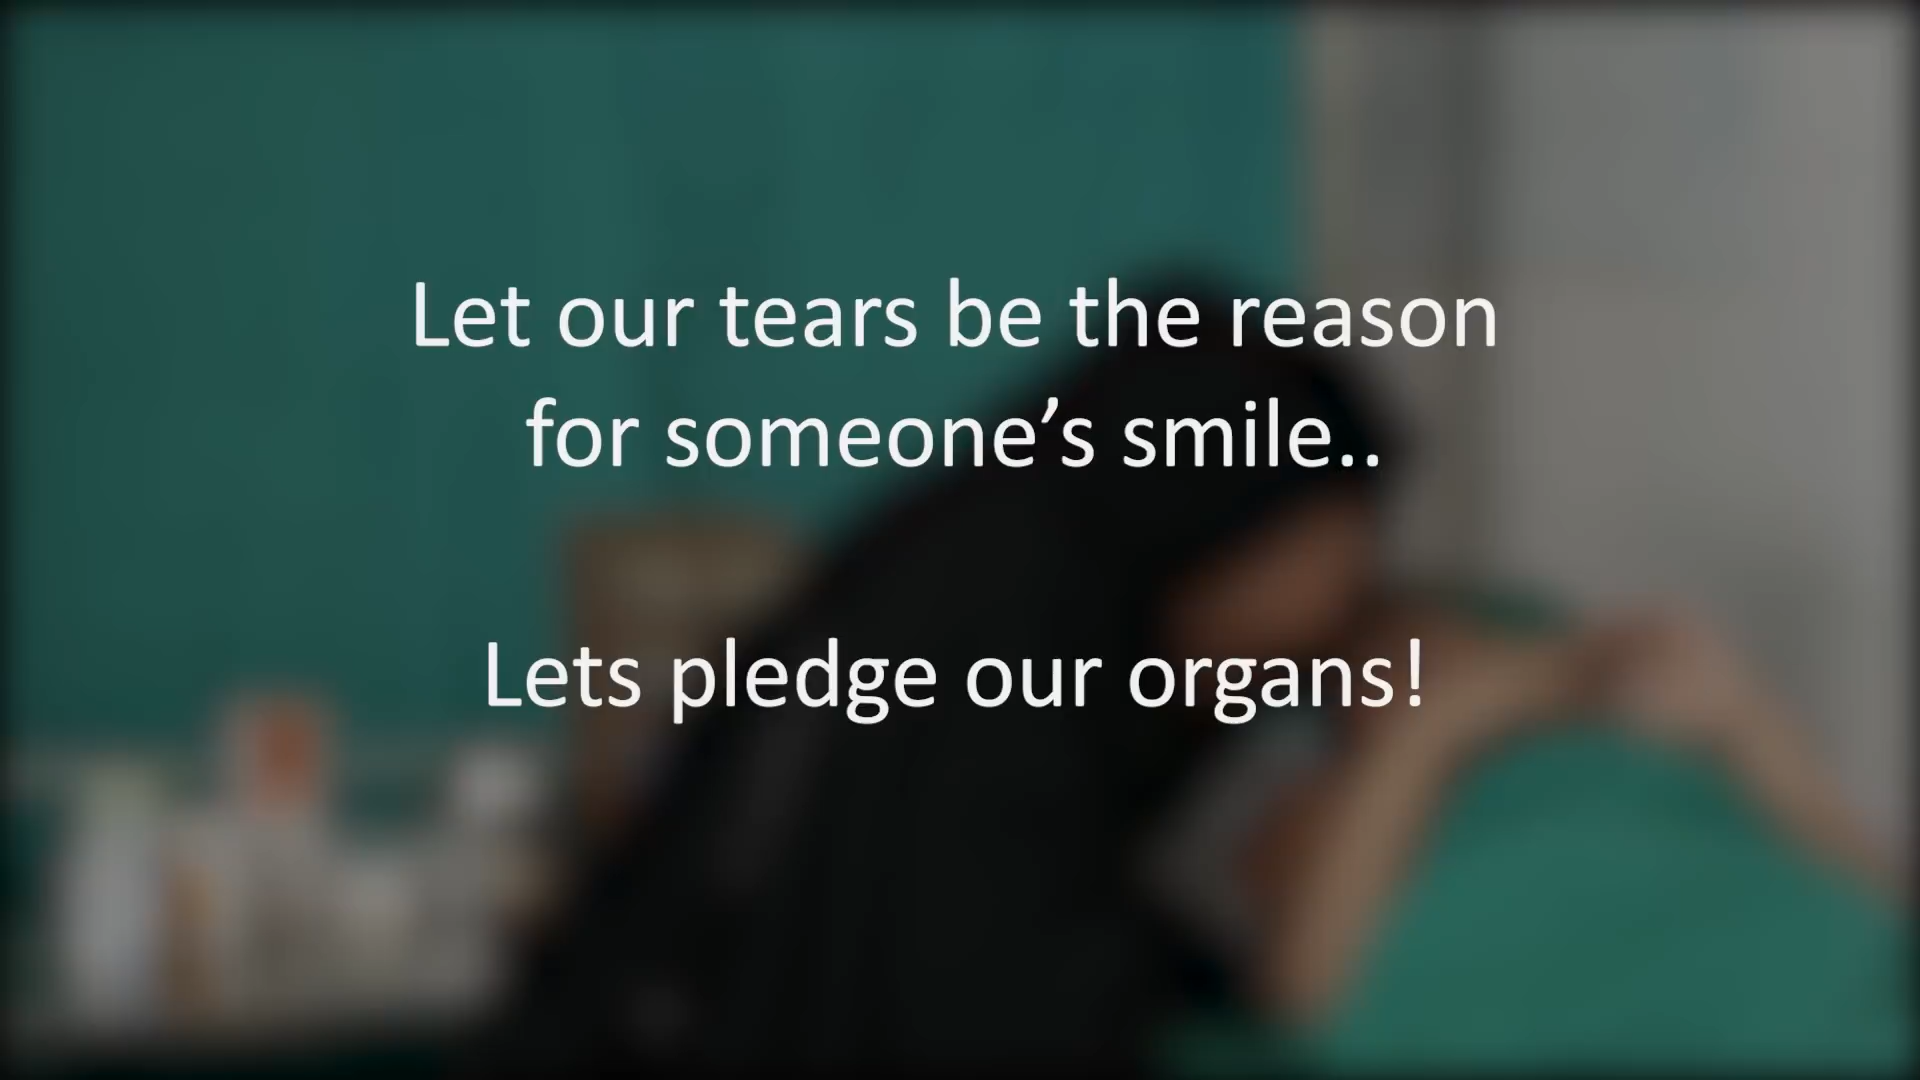 Let our tears be the reason
for someone’s smile..
Lets pledge our organs!